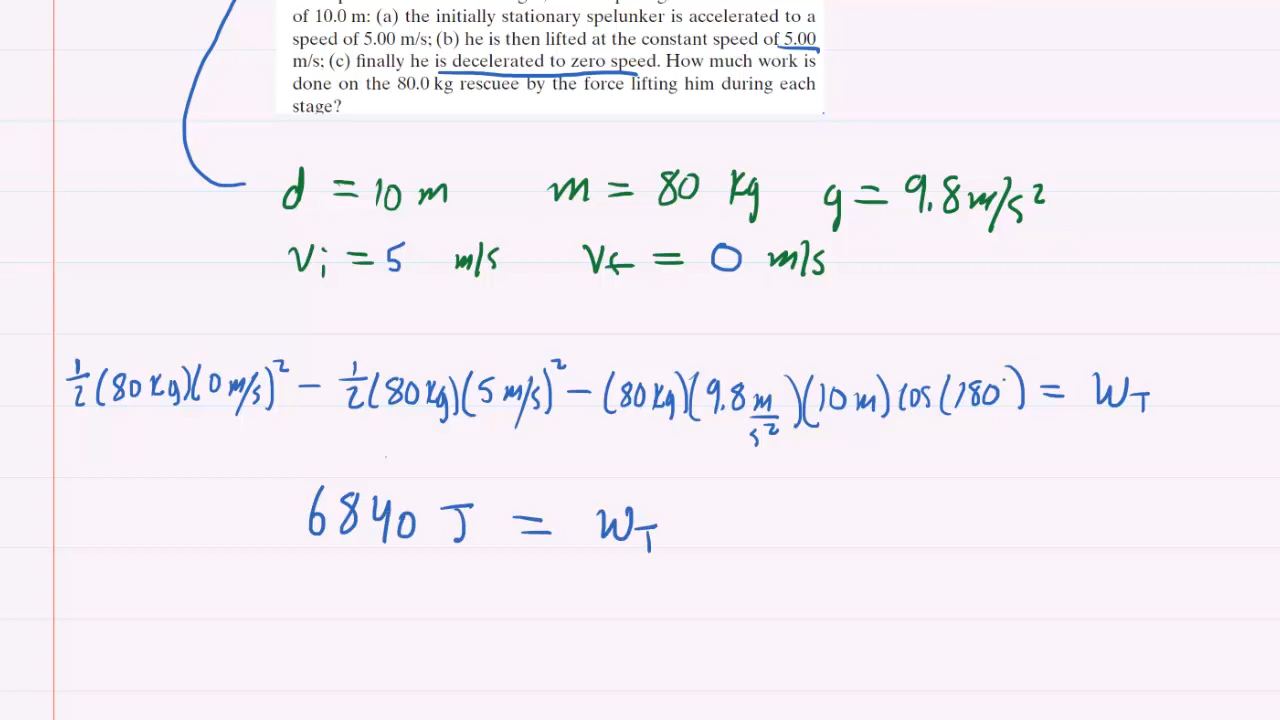 of 10.0 m: (a) the initially stationary spelunker is accelerated to a
speed of 5.00 m/s; (b) he is then lifted at the constant speed of 5.00
m/s; (c) finally he is decelerated to zero speed. How much work is
done on the 80.0 kg rescuee by the force lifting him during each
stage?
d = 10 m m = 80 kg g = 9.8 m/s²
vi = 5 m/s vf = 0 m/s
½(80 kg)(0 m/s)² − ½(80 kg)(5 m/s)² − (80 kg)(9.8 m/s²)(10 m) cos(180°) = W_T
6840 J = W_T